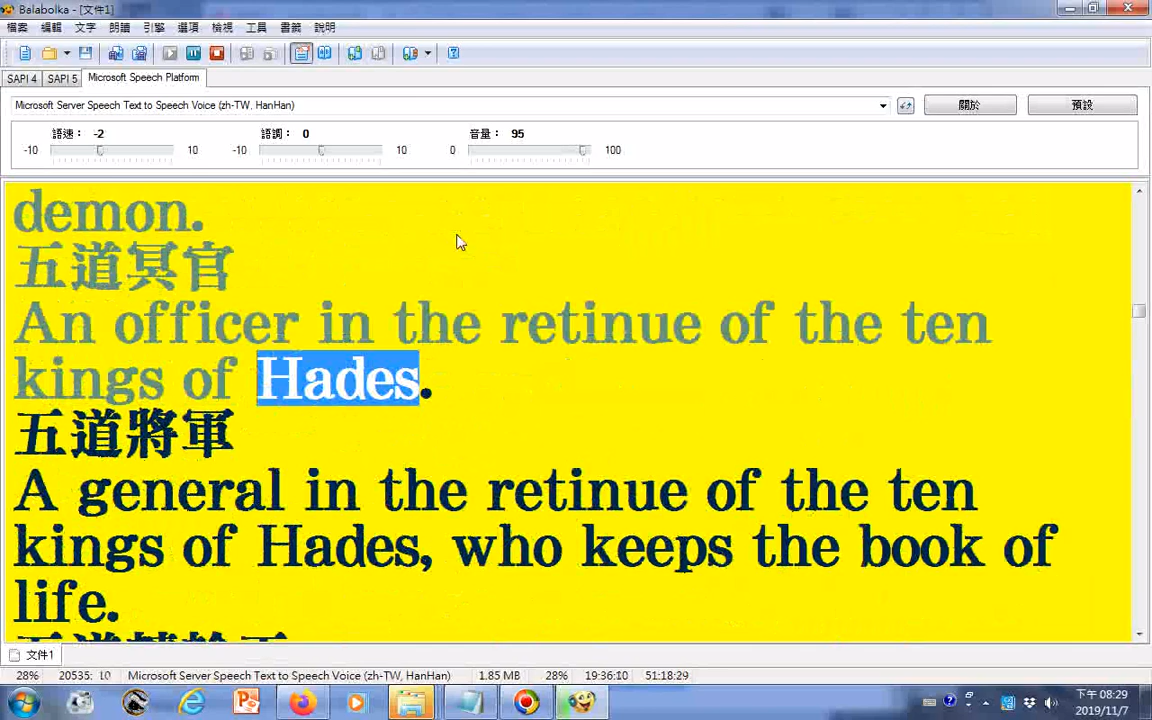 Balabolka - [文件1]
檔案 編輯 文字 朗讀 引擎 選項 檢視 工具 書籤 說明
SAPI 4 SAPI 5 Microsoft Speech Platform
Microsoft Server Speech Text to Speech Voice (zh-TW, HanHan) 關於 預設
語速： -2 語調： 0 音量： 95
-10 10 -10 10 0 100
demon.
五道冥官
An officer in the retinue of the ten
kings of Hades.
五道將軍
A general in the retinue of the ten
kings of Hades, who keeps the book of
life.
文件1
28% 20535: 10 Microsoft Server Speech Text to Speech Voice (zh-TW, HanHan) 1.85 MB 28% 19:36:10 51:18:29
下午 08:29
2019/11/7